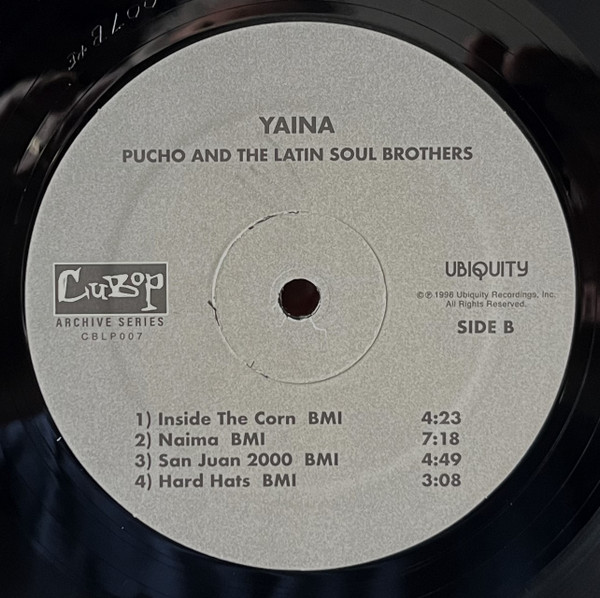 YAINA
PUCHO AND THE LATIN SOUL BROTHERS
CuBop
ARCHIVE SERIES
CBLP007
UBIQUITY
©℗ 1996 Ubiquity Recordings, Inc.
All Rights Reserved.
SIDE B
1) Inside The Corn BMI 4:23
2) Naima BMI 7:18
3) San Juan 2000 BMI 4:49
4) Hard Hats BMI 3:08